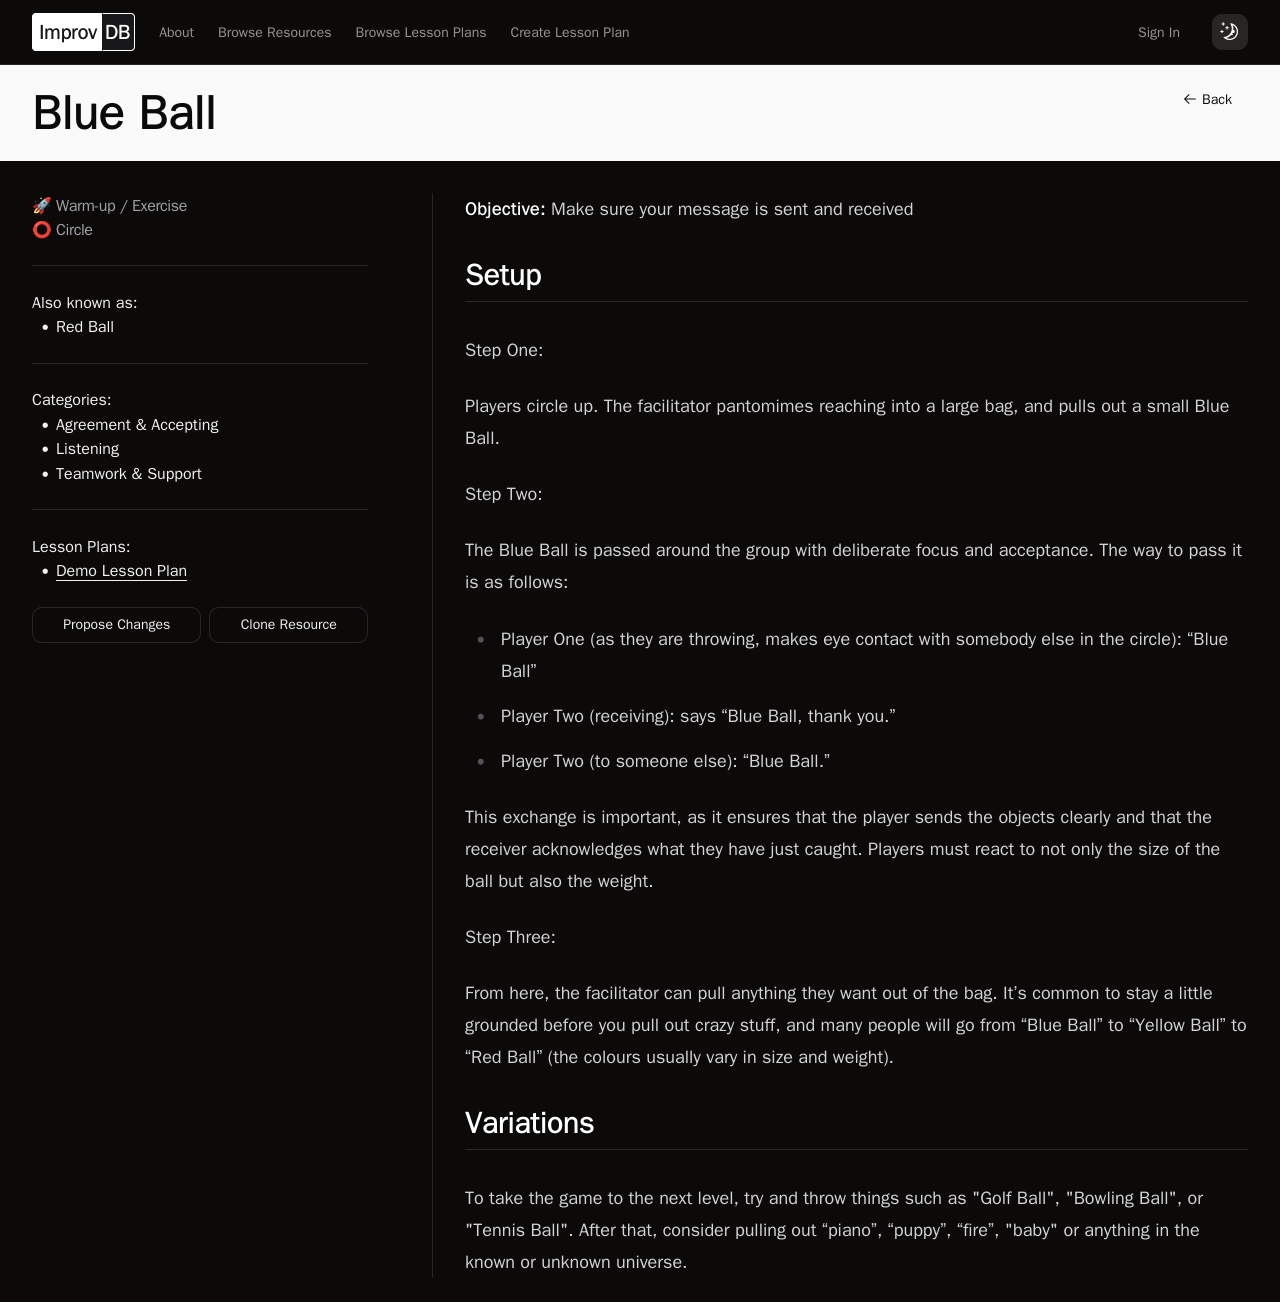 Improv DB About Browse Resources Browse Lesson Plans Create Lesson Plan Sign In
Blue Ball
← Back
🚀 Warm-up / Exercise
⭕ Circle
Also known as:
• Red Ball
Categories:
• Agreement & Accepting
• Listening
• Teamwork & Support
Lesson Plans:
• Demo Lesson Plan
Propose Changes Clone Resource
Objective: Make sure your message is sent and received
Setup
Step One:
Players circle up. The facilitator pantomimes reaching into a large bag, and pulls out a small Blue
Ball.
Step Two:
The Blue Ball is passed around the group with deliberate focus and acceptance. The way to pass it
is as follows:
• Player One (as they are throwing, makes eye contact with somebody else in the circle): “Blue
Ball”
• Player Two (receiving): says “Blue Ball, thank you.”
• Player Two (to someone else): “Blue Ball.”
This exchange is important, as it ensures that the player sends the objects clearly and that the
receiver acknowledges what they have just caught. Players must react to not only the size of the
ball but also the weight.
Step Three:
From here, the facilitator can pull anything they want out of the bag. It’s common to stay a little
grounded before you pull out crazy stuff, and many people will go from “Blue Ball” to “Yellow Ball” to
“Red Ball” (the colours usually vary in size and weight).
Variations
To take the game to the next level, try and throw things such as "Golf Ball", "Bowling Ball", or
"Tennis Ball". After that, consider pulling out “piano”, “puppy”, “fire”, "baby" or anything in the
known or unknown universe.